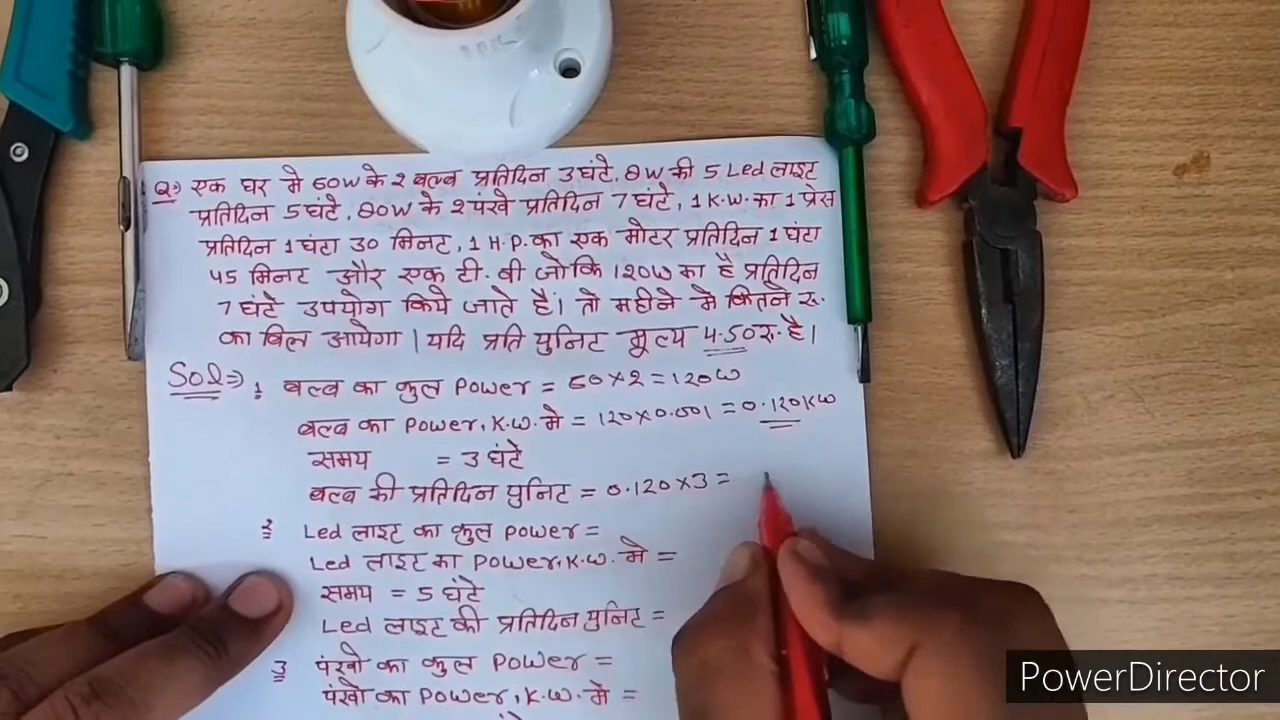 Q⇒ एक घर मे 60W के 2 बल्ब प्रतिदिन 3 घंटे, 8W की 5 Led लाइट
प्रतिदिन 5 घंटे, 80W के 2 पंखे प्रतिदिन 7 घंटे, 1 K.W. का 1 प्रेस
प्रतिदिन 1 घंटा 30 मिनट, 1 H.P. का एक मोटर प्रतिदिन 1 घंटा
45 मिनट और एक टी.वी जोकि 120W का है प्रतिदिन
7 घंटे उपयोग किये जाते है। तो महीने मे कितने रु.
का बिल आयेगा। यदि प्रति युनिट मूल्य 4.50 रु. है।
Sol⇒ 1 बल्ब का कुल Power = 60×2 = 120W
बल्ब का Power, K.W. मे = 120×0.001 = 0.120KW
समय = 3 घंटे
बल्ब की प्रतिदिन युनिट = 0.120×3 =
2 Led लाइट का कुल Power =
Led लाइट का Power, K.W. मे =
समय = 5 घंटे
Led लाइट की प्रतिदिन युनिट =
3 पंखो का कुल Power =
पंखो का Power, K.W. मे =
PowerDirector